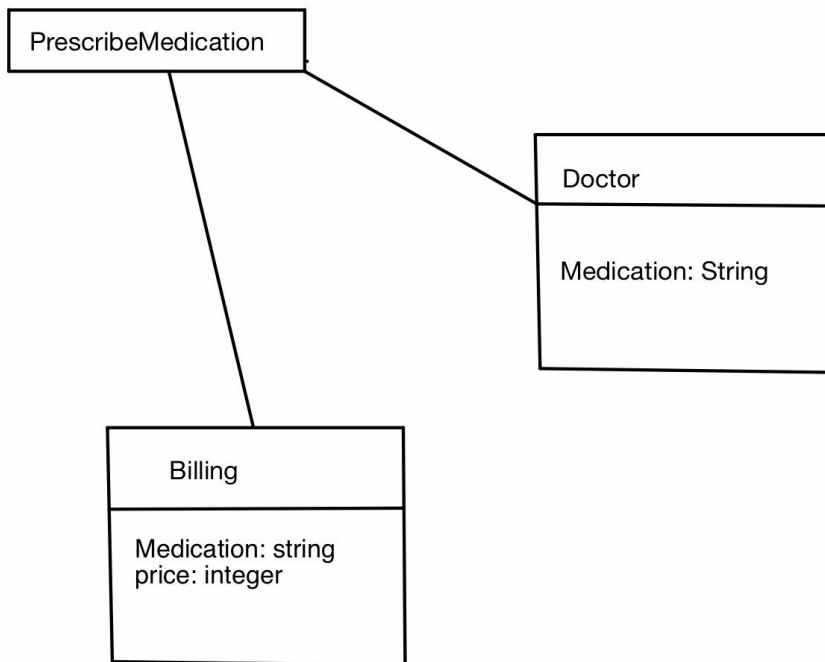 PrescribeMedication
Doctor
Medication: String
Billing
Medication: string
price: integer